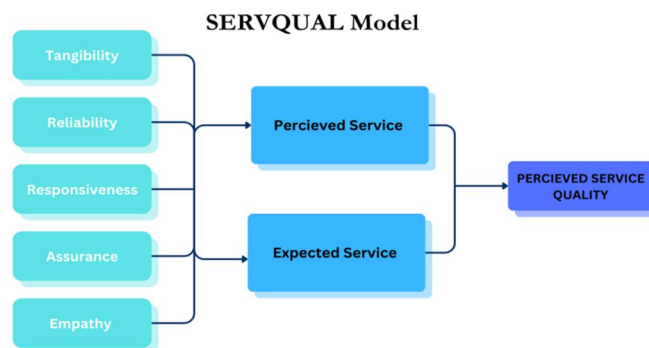 SERVQUAL Model
Tangibility
Reliability
Responsiveness
Assurance
Empathy
Percieved Service
Expected Service
PERCIEVED SERVICE
QUALITY